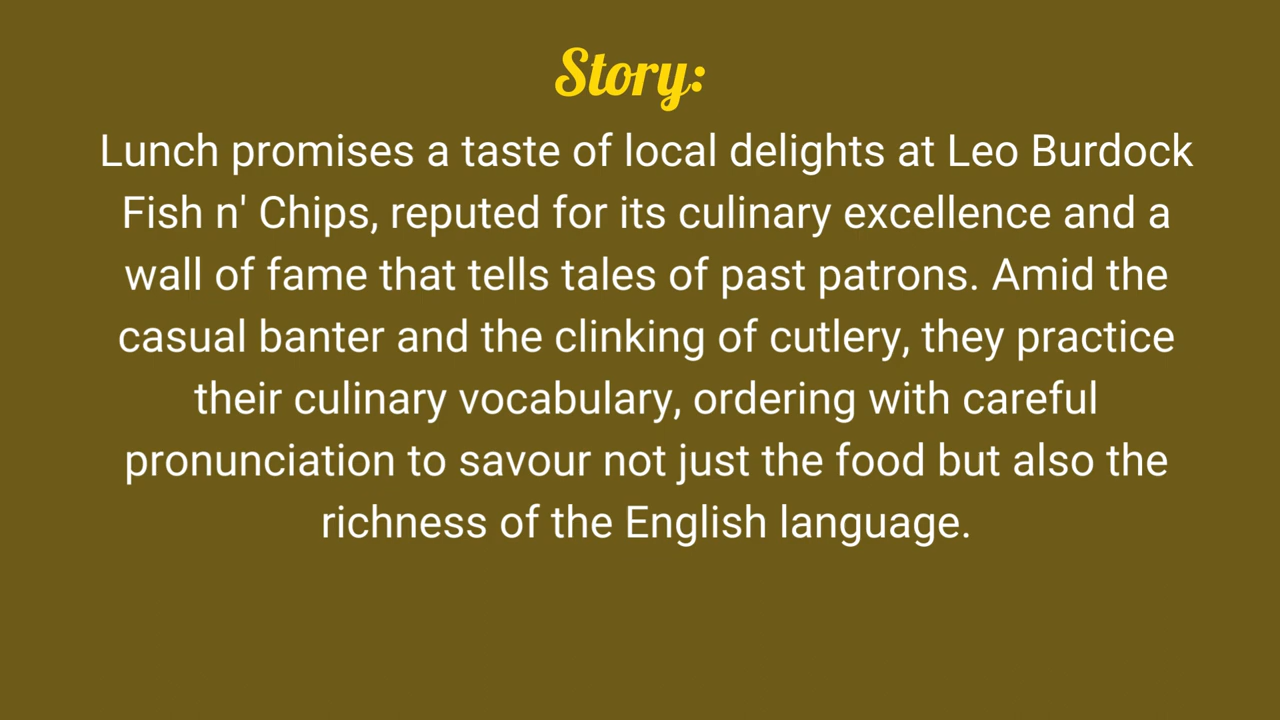 Story:
Lunch promises a taste of local delights at Leo Burdock
Fish n' Chips, reputed for its culinary excellence and a
wall of fame that tells tales of past patrons. Amid the
casual banter and the clinking of cutlery, they practice
their culinary vocabulary, ordering with careful
pronunciation to savour not just the food but also the
richness of the English language.